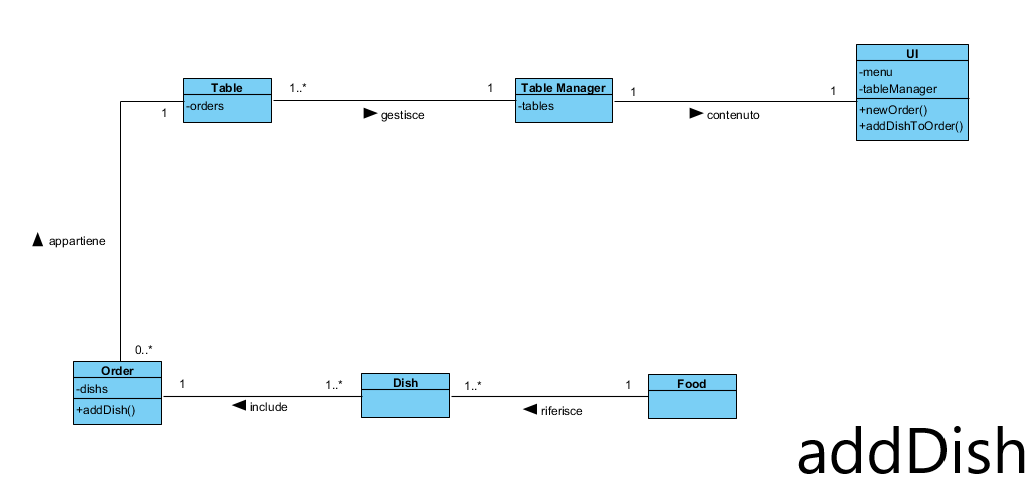 UI
-menu
-tableManager
+newOrder()
+addDishToOrder()
Table
-orders
1..*
1
Table Manager
-tables
1
1
1
gestisce
contenuto
appartiene
0..*
Order
-dishs
+addDish()
1
1..*
Dish
1..*
1
Food
include
riferisce
addDish